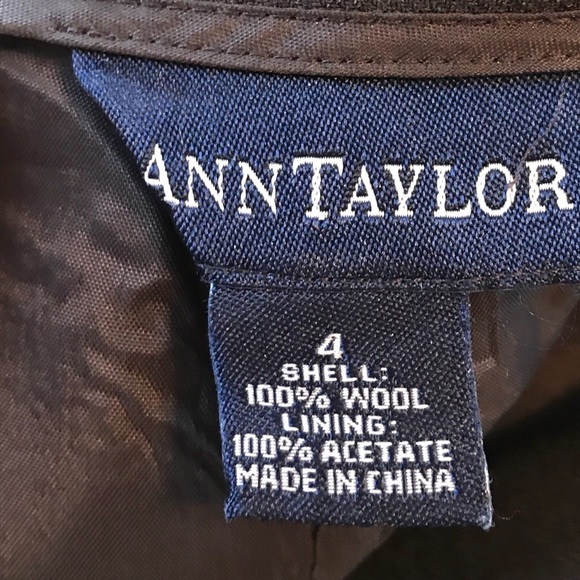 ANNTAYLOR
4
SHELL:
100% WOOL
LINING:
100% ACETATE
MADE IN CHINA